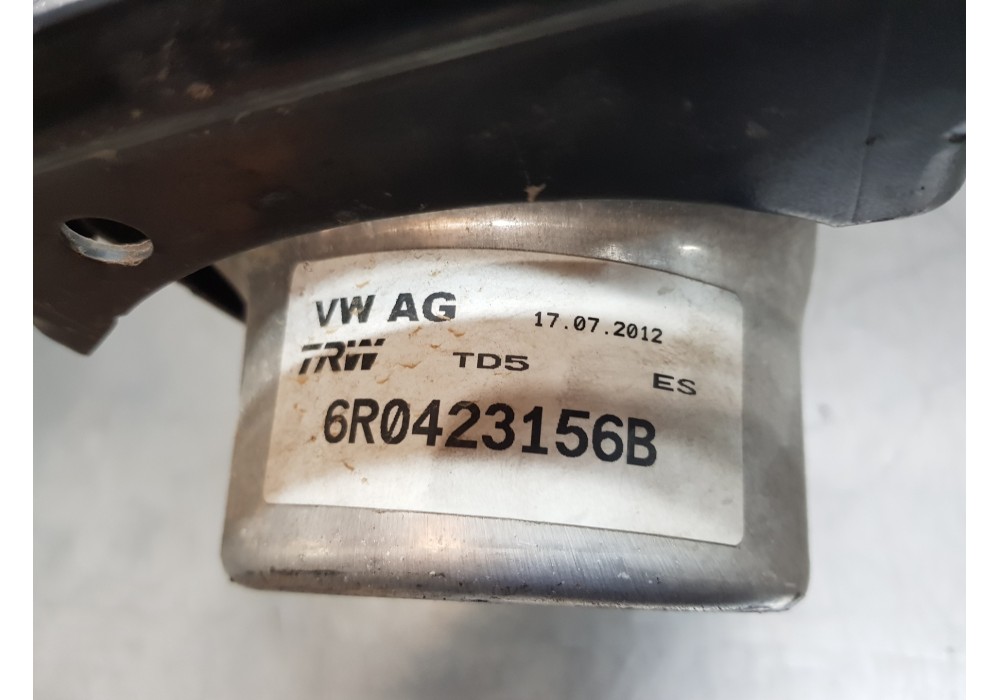 VW AG 17.07.2012
TRW TD5 ES
6R0423156B